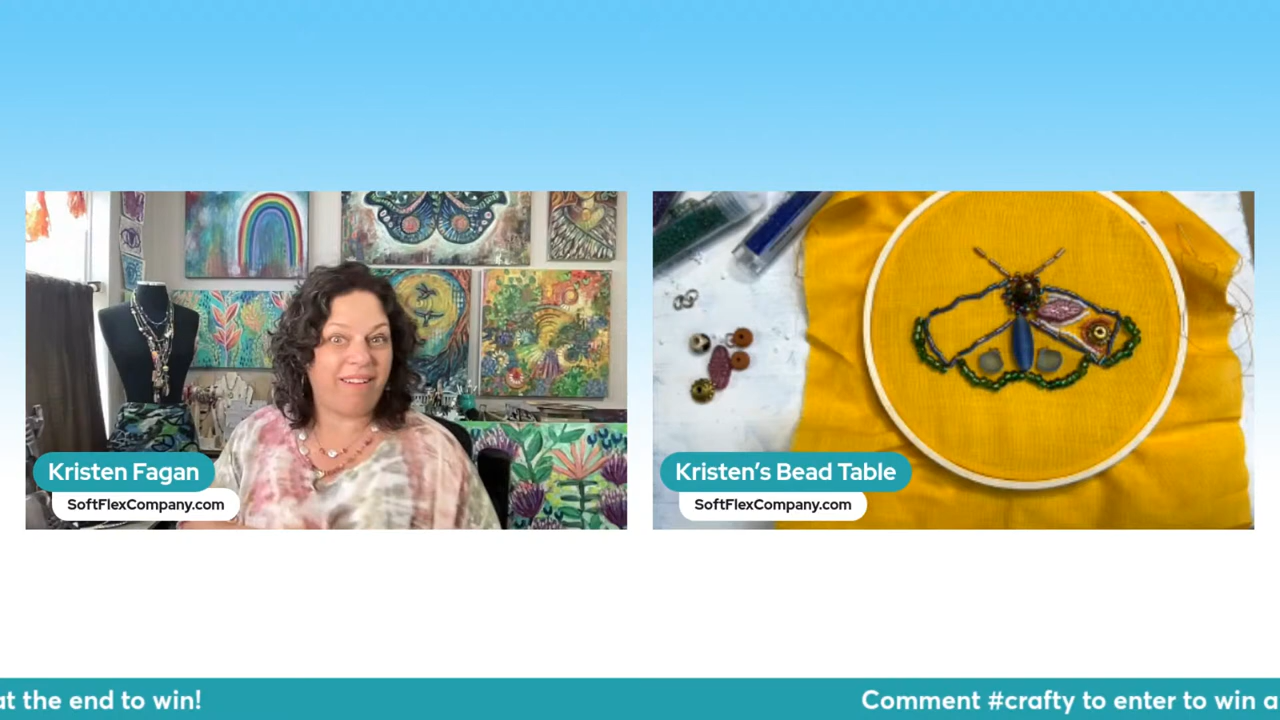 Kristen Fagan
SoftFlexCompany.com
Kristen's Bead Table
SoftFlexCompany.com
at the end to win!
Comment #crafty to enter to win a